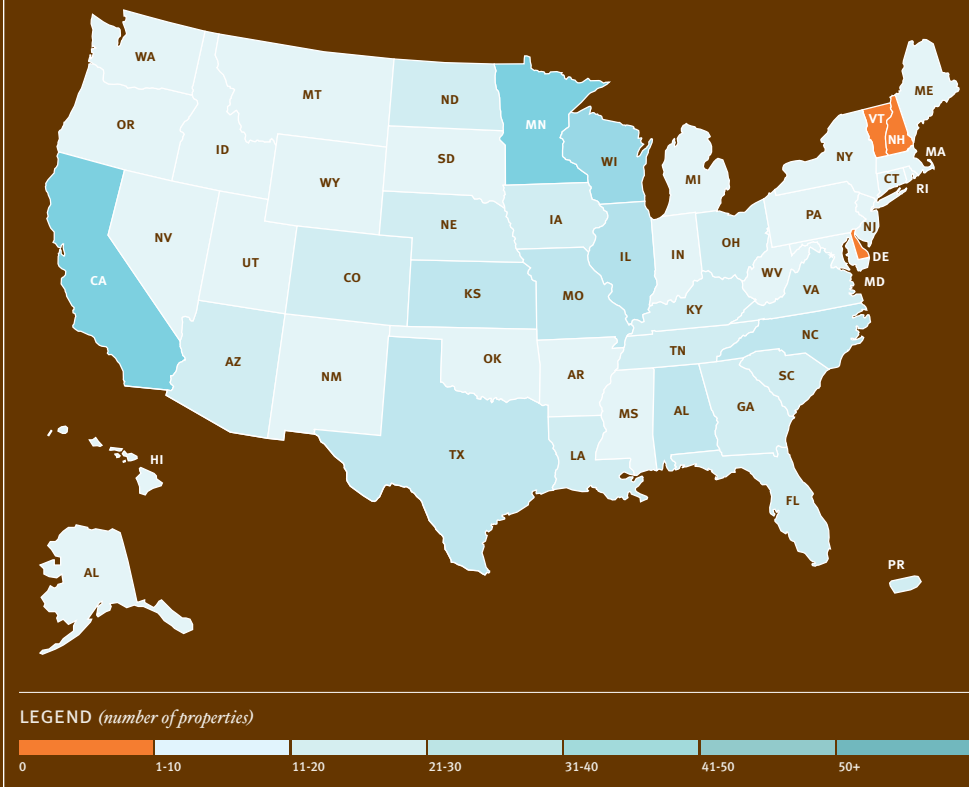 WA
MT
ND
MN
ME
OR
ID
SD
WI
VT
NH
NY
MA
WY
MI
CT
RI
NE
IA
PA
NJ
NV
UT
CO
IL
IN
OH
WV
DE
MD
CA
KS
MO
KY
VA
AZ
NM
OK
AR
TN
NC
SC
MS
AL
GA
TX
LA
HI
FL
AL
PR
LEGEND (number of properties)
0 1-10 11-20 21-30 31-40 41-50 50+